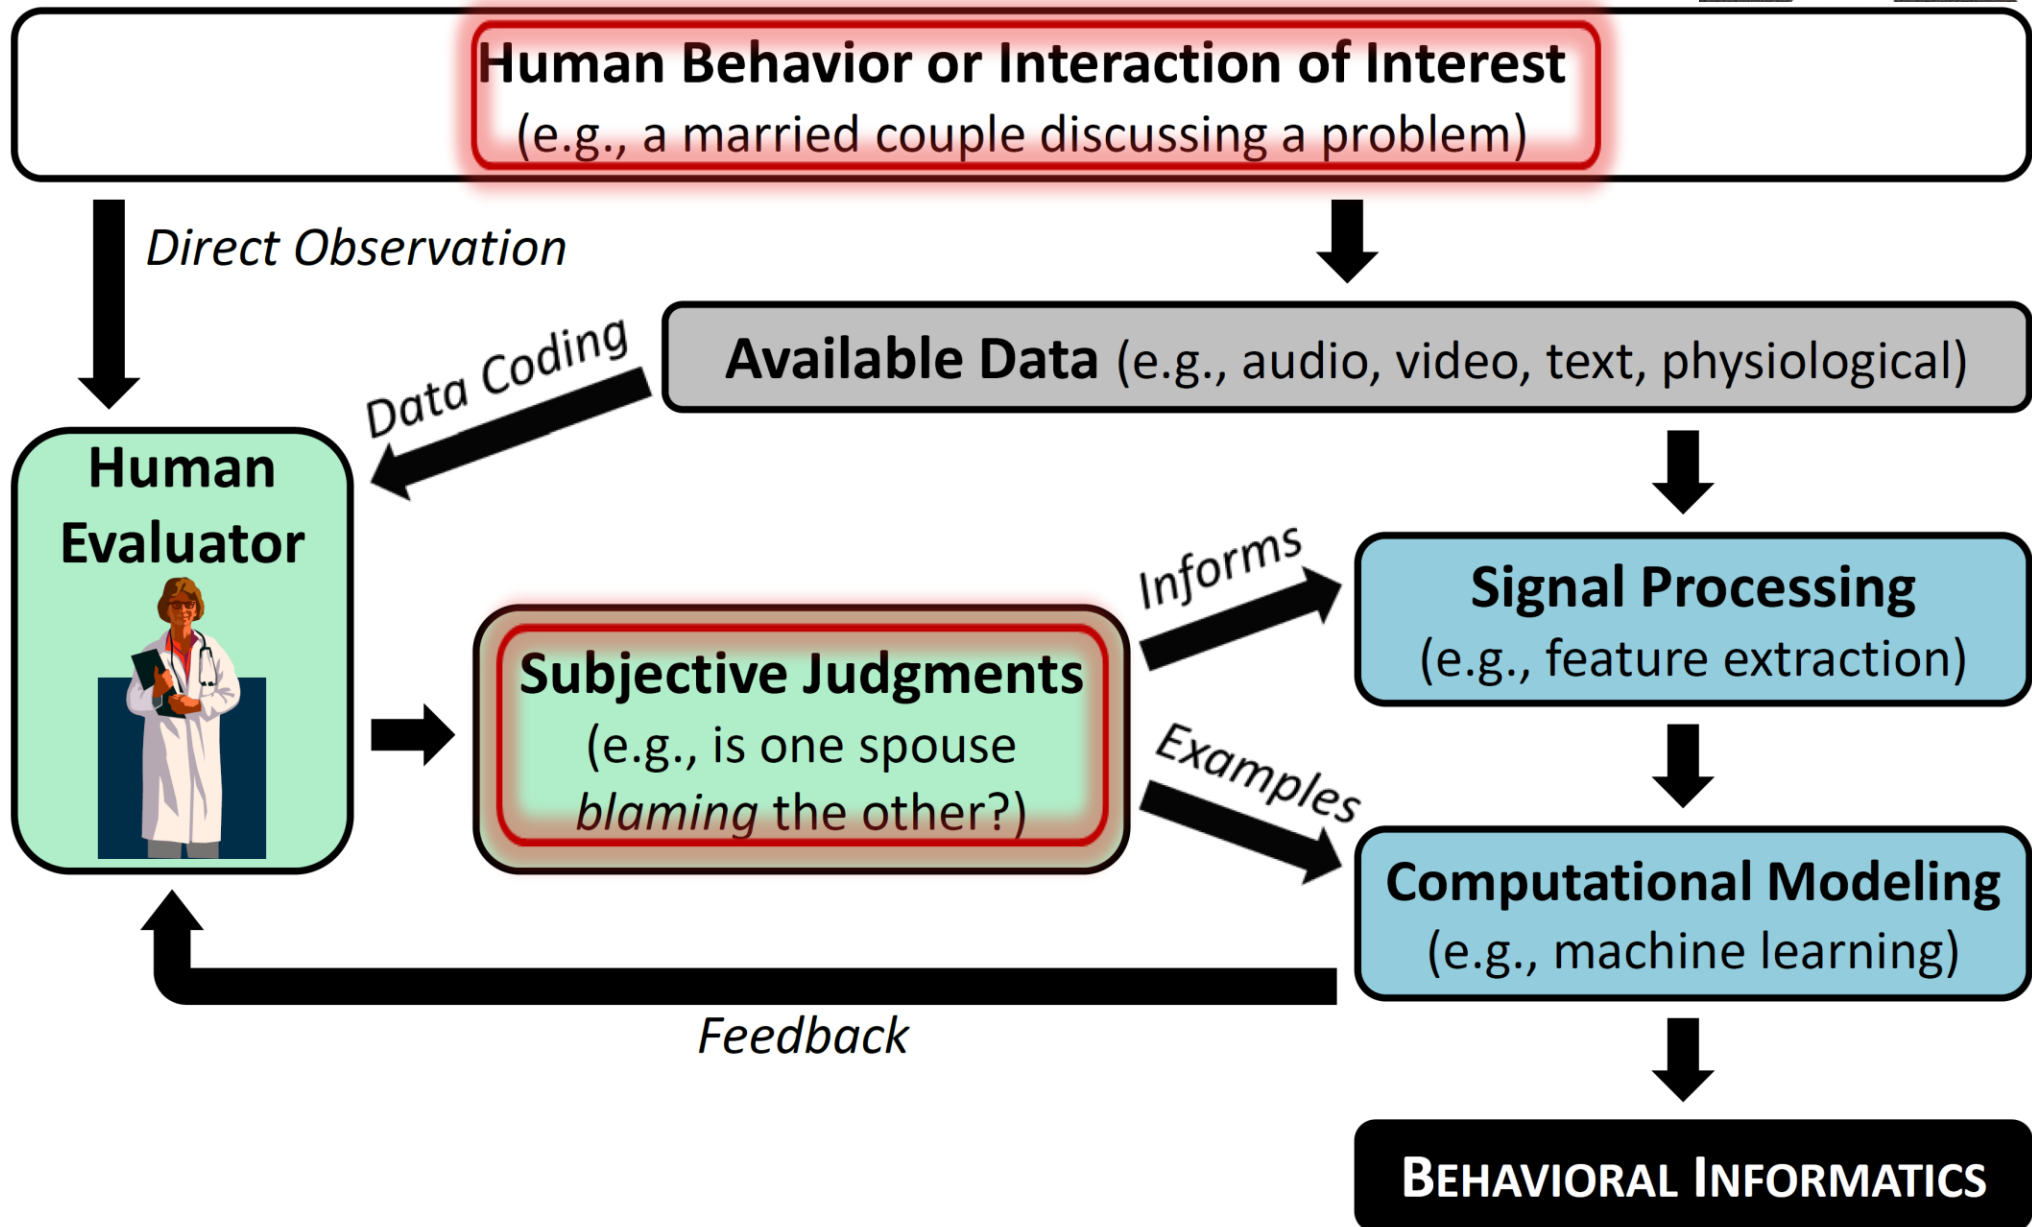 Human Behavior or Interaction of Interest
(e.g., a married couple discussing a problem)
Direct Observation
Data Coding
Available Data (e.g., audio, video, text, physiological)
Human
Evaluator
Informs
Signal Processing
(e.g., feature extraction)
Subjective Judgments
(e.g., is one spouse
blaming the other?)
Examples
Computational Modeling
(e.g., machine learning)
Feedback
BEHAVIORAL INFORMATICS